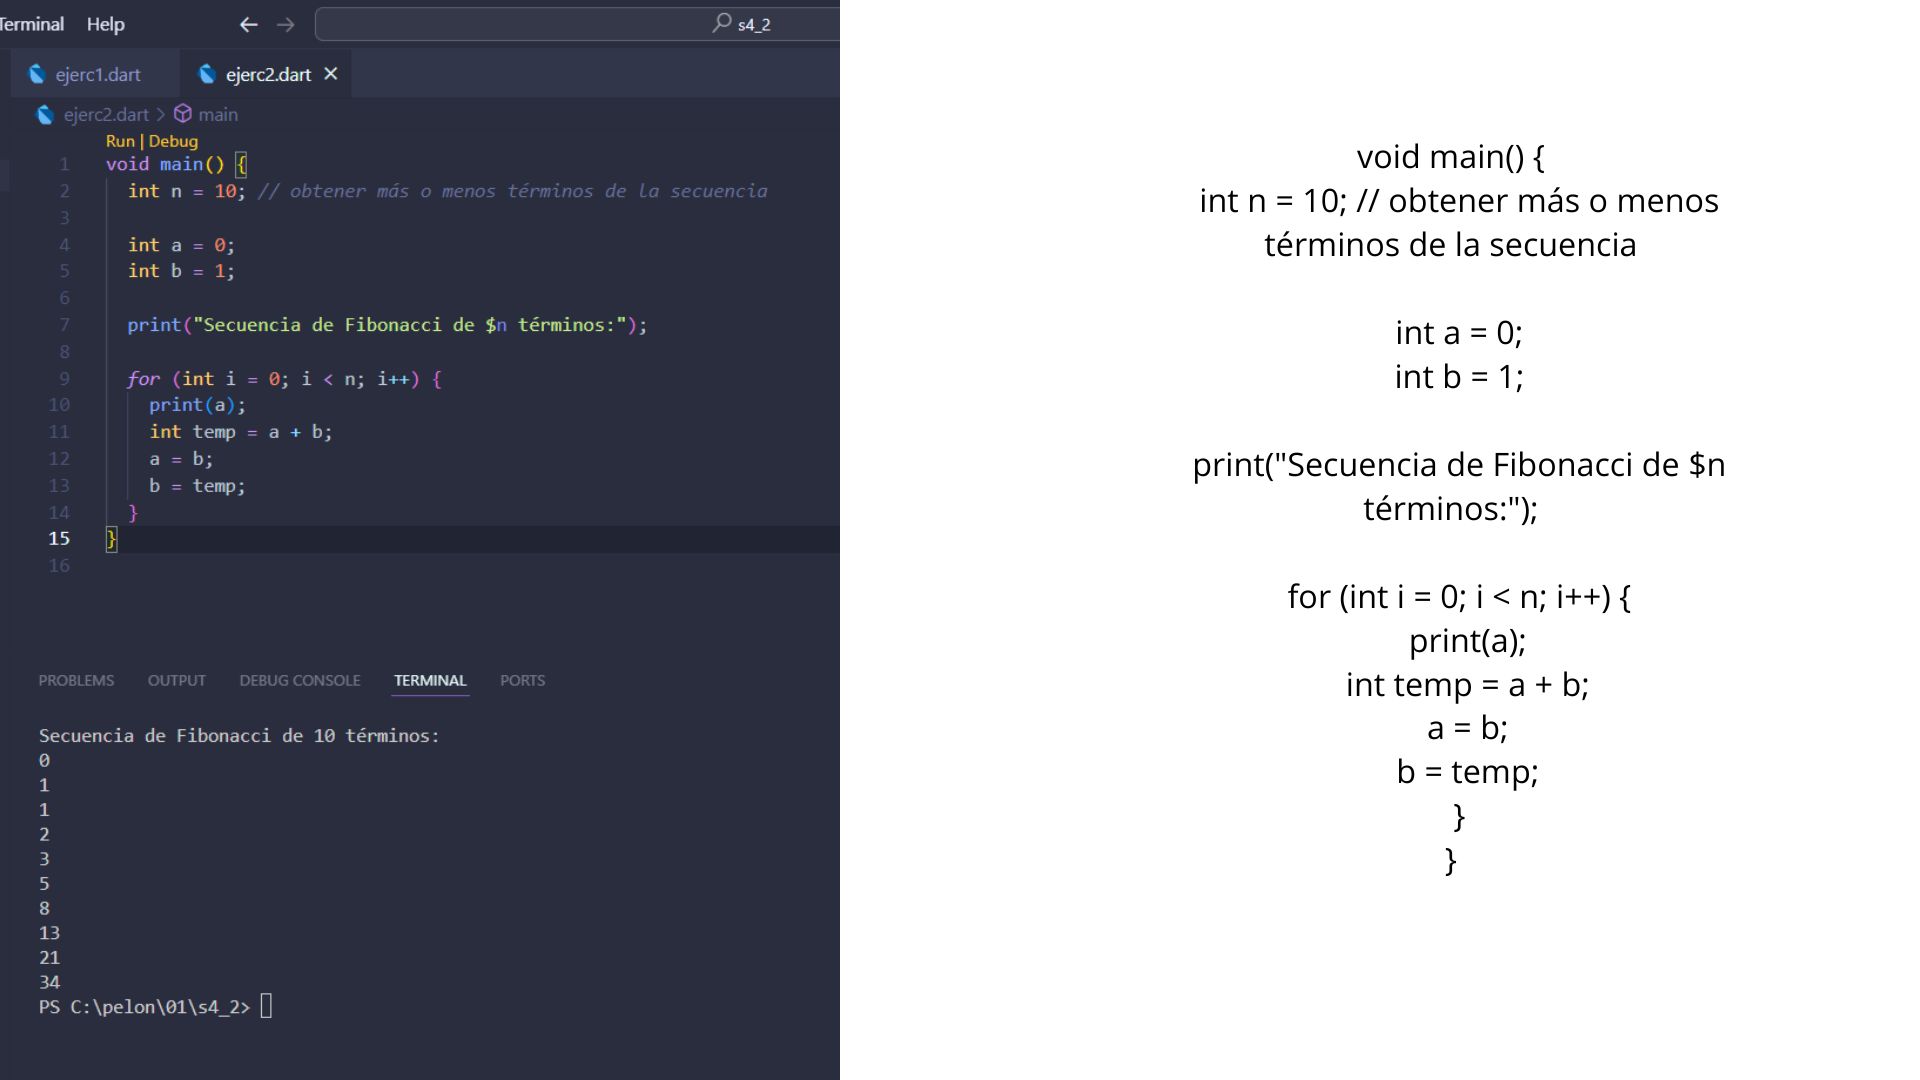 Terminal Help s4_2
ejerc1.dart ejerc2.dart
ejerc2.dart > main
Run | Debug
1 void main() {
2 int n = 10; // obtener más o menos términos de la secuencia
3
4 int a = 0;
5 int b = 1;
6
7 print("Secuencia de Fibonacci de $n términos:");
8
9 for (int i = 0; i < n; i++) {
10 print(a);
11 int temp = a + b;
12 a = b;
13 b = temp;
14 }
15 }
16
PROBLEMS OUTPUT DEBUG CONSOLE TERMINAL PORTS
Secuencia de Fibonacci de 10 términos:
0
1
1
2
3
5
8
13
21
34
PS C:\pelon\01\s4_2>
void main() {
int n = 10; // obtener más o menos
términos de la secuencia
int a = 0;
int b = 1;
print("Secuencia de Fibonacci de $n
términos:");
for (int i = 0; i < n; i++) {
print(a);
int temp = a + b;
a = b;
b = temp;
}
}